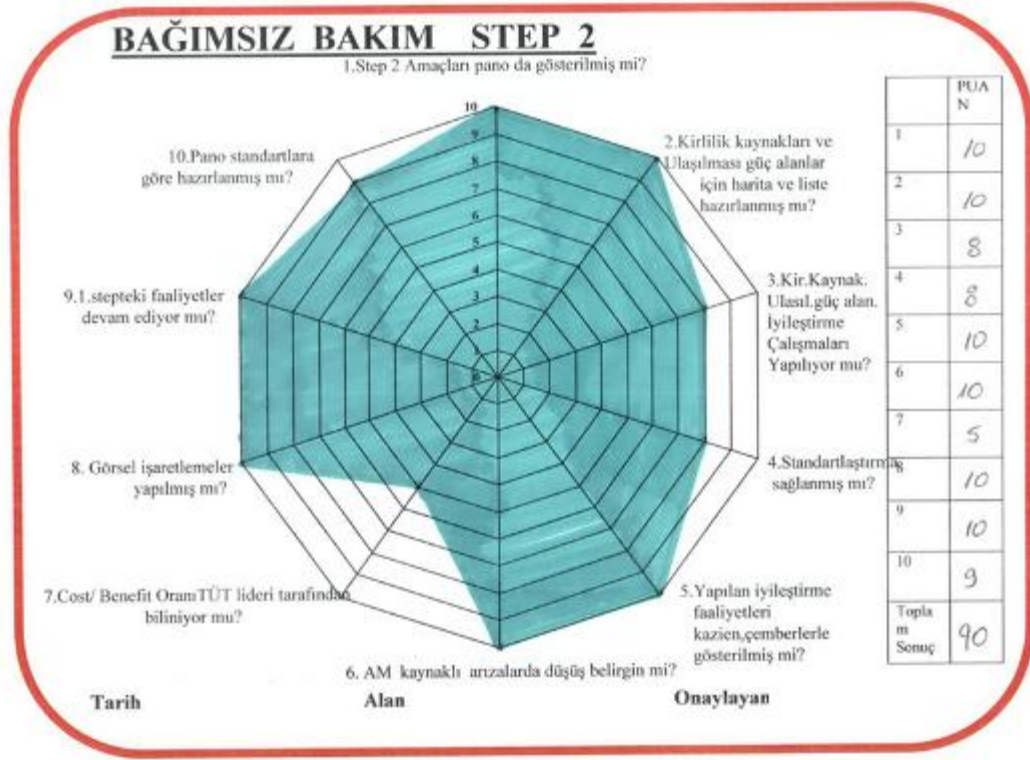 BAĞIMSIZ BAKIM STEP 2
1.Step 2 Amaçları pano da gösterilmiş mi?
2.Kirlilik kaynakları ve
Ulaşılması güç alanlar
için harita ve liste
hazırlanmış mı?
3.Kir.Kaynak.
Ulasıl.güç alan.
İyileştirme
Çalışmaları
Yapılıyor mu?
4.Standartlaştırma
sağlanmış mı?
5.Yapılan iyileştirme
faaliyetleri
kazien,çemberlerle
gösterilmiş mi?
6. AM kaynaklı arızalarda düşüş belirgin mi?
7.Cost/ Benefit OranıTÜT lideri tarafından
biliniyor mu?
8. Görsel işaretlemeler
yapılmış mı?
9.1.stepteki faaliyetler
devam ediyor mu?
10.Pano standartlara
göre hazırlanmış mı?
10
9
8
7
6
5
4
3
2
1
0
PUA
N
1 10
2 10
3 8
4 8
5 10
6 10
7 5
8 10
9 10
10 9
Topla
m
Sonuç 90
Tarih Alan Onaylayan